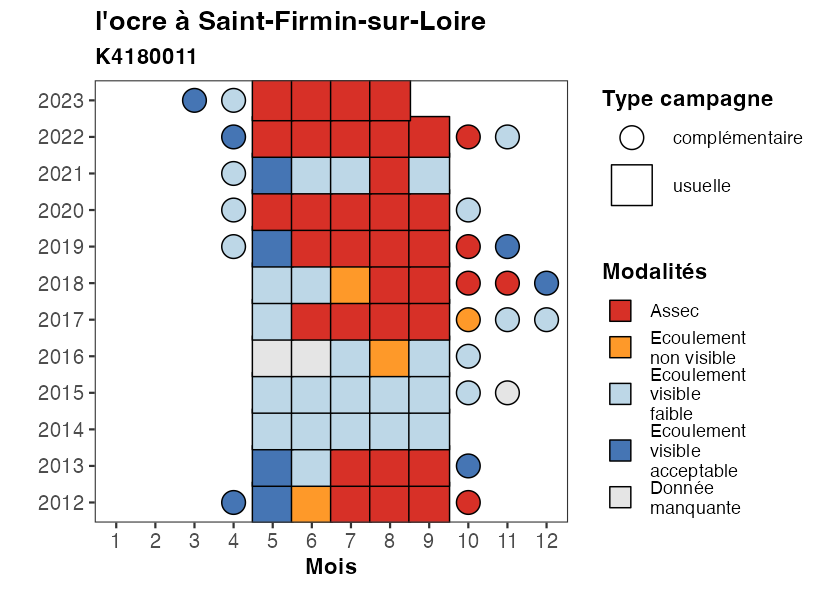 l'ocre à Saint-Firmin-sur-Loire
K4180011
2023
2022
2021
2020
2019
2018
2017
2016
2015
2014
2013
2012
1 2 3 4 5 6 7 8 9 10 11 12
Mois
Type campagne
complémentaire
usuelle
Modalités
Assec
Ecoulement
non visible
Ecoulement
visible
faible
Ecoulement
visible
acceptable
Donnée
manquante